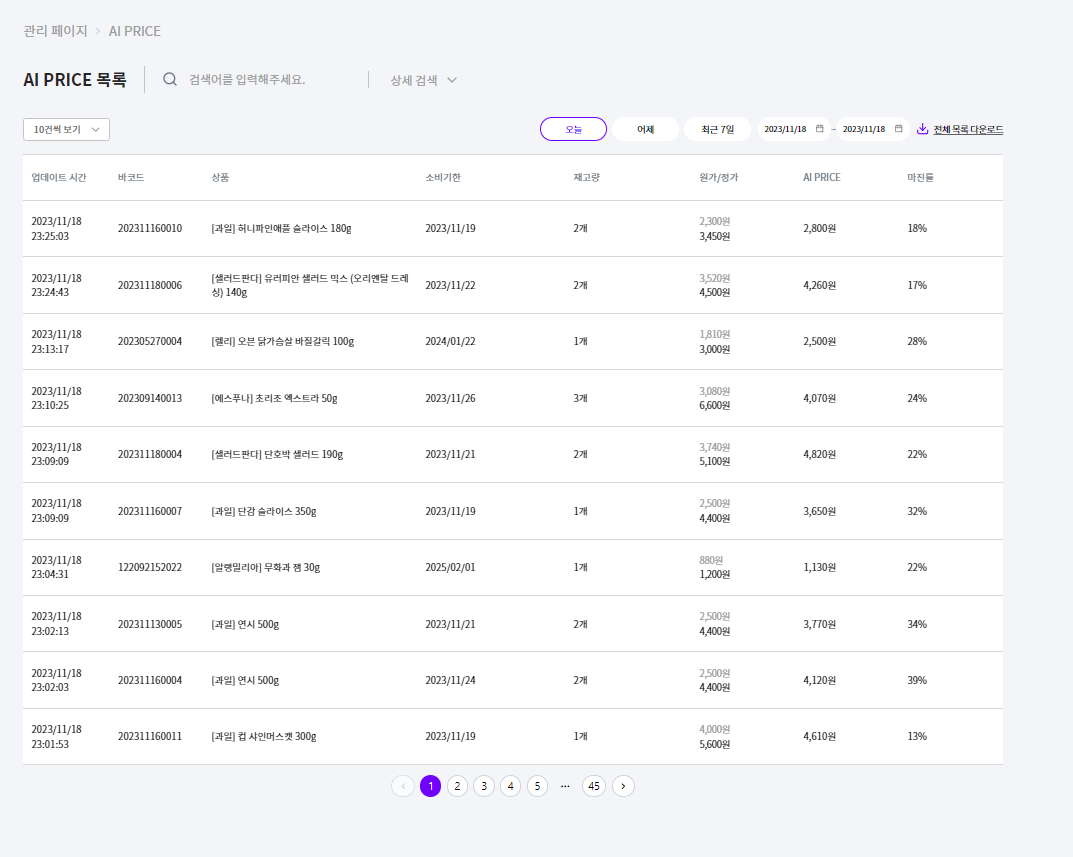 관리 페이지 › AI PRICE
AI PRICE 목록 검색어를 입력해주세요. 상세 검색
10건씩 보기 오늘 어제 최근 7일 2023/11/18 ~ 2023/11/18 전체 목록 다운로드
업데이트 시간 바코드 상품 소비기한 재고량 원가/정가 AI PRICE 마진률
2023/11/18
23:25:03 202311160010 [과일] 허니파인애플 슬라이스 180g 2023/11/19 2개 2,300원
3,450원 2,800원 18%
2023/11/18
23:24:43 202311180006 [샐러드판다] 유러피안 샐러드 믹스 (오리엔탈 드레
싱) 140g 2023/11/22 2개 3,520원
4,500원 4,260원 17%
2023/11/18
23:13:17 202305270004 [랠리] 오븐 닭가슴살 바질갈릭 100g 2024/01/22 1개 1,810원
3,000원 2,500원 28%
2023/11/18
23:10:25 202309140013 [에스푸냐] 초리조 엑스트라 50g 2023/11/26 3개 3,080원
6,600원 4,070원 24%
2023/11/18
23:09:09 202311180004 [샐러드판다] 단호박 샐러드 190g 2023/11/21 2개 3,740원
5,100원 4,820원 22%
2023/11/18
23:09:09 202311160007 [과일] 단감 슬라이스 350g 2023/11/19 1개 2,500원
4,400원 3,650원 32%
2023/11/18
23:04:31 122092152022 [알랭밀리아] 무화과 잼 30g 2025/02/01 1개 880원
1,200원 1,130원 22%
2023/11/18
23:02:13 202311130005 [과일] 연시 500g 2023/11/21 2개 2,500원
4,400원 3,770원 34%
2023/11/18
23:02:03 202311160004 [과일] 연시 500g 2023/11/24 2개 2,500원
4,400원 4,120원 39%
2023/11/18
23:01:53 202311160011 [과일] 컵 샤인머스캣 300g 2023/11/19 1개 4,000원
5,600원 4,610원 13%
‹ 1 2 3 4 5 ··· 45 ›